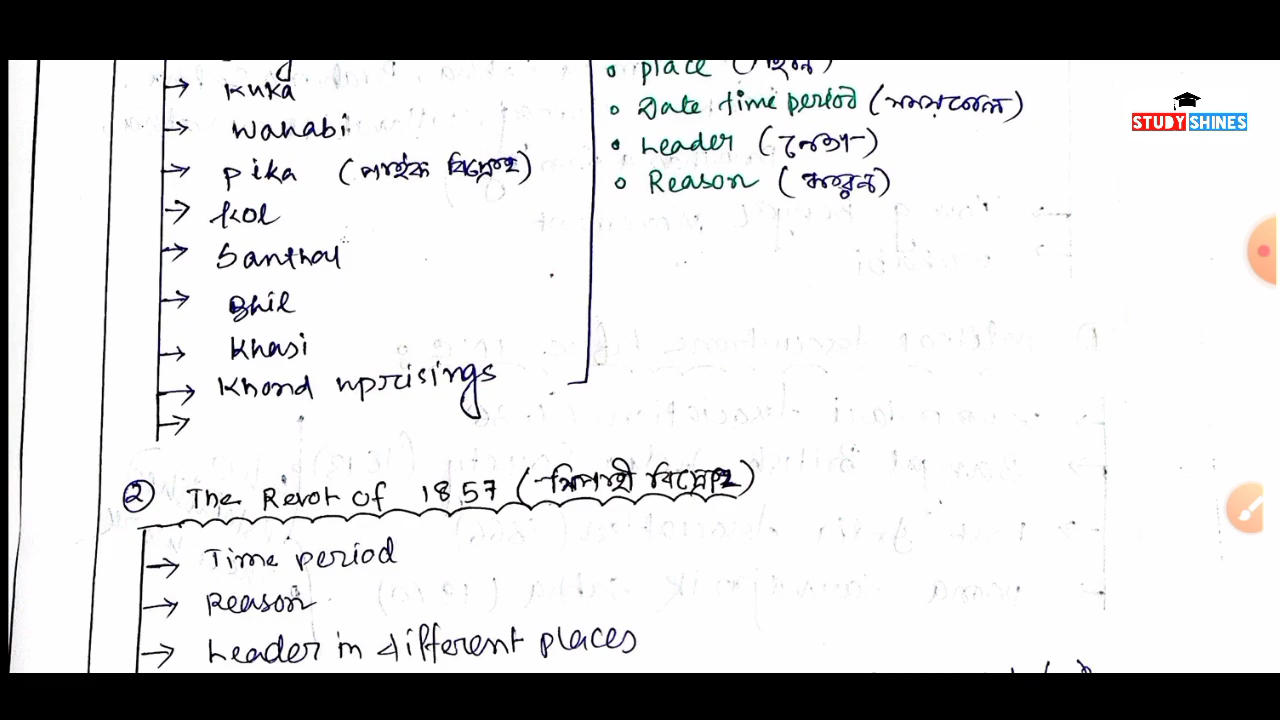 → Kuka
→ Wahabi
→ Pika (পাইক বিদ্রোহ)
→ Kol
→ Santhal
→ Bhil
→ Khasi
→ Khond uprisings
→
Place
• Date time period (সময়কাল)
• Leader (নেতা)
• Reason (কারন)
STUDY SHINES
② The Revolt of 1857 (সিপাহী বিদ্রোহ)
→ Time period
→ Reason
→ Leader in different places